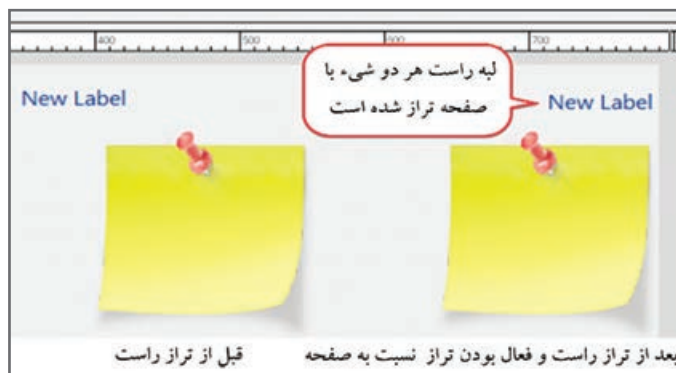 400 500 600 700
لبه راست هر دو شیء با
صفحه تراز شده است
New Label
New Label
بعد از تراز راست و فعال بودن تراز نسبت به صفحه
قبل از تراز راست